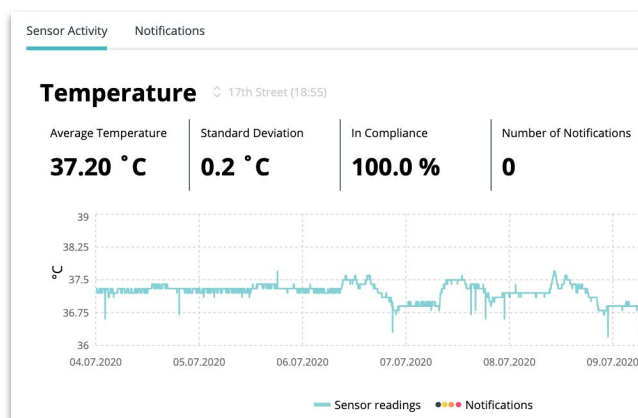 Sensor Activity Notifications
Temperature 17th Street (18:55)
Average Temperature Standard Deviation In Compliance Number of Notifications
37.20 °C 0.2 °C 100.0 % 0
39
38.25
37.5
36.75
36
°C
04.07.2020 05.07.2020 06.07.2020 07.07.2020 08.07.2020 09.07.2020
Sensor readings Notifications